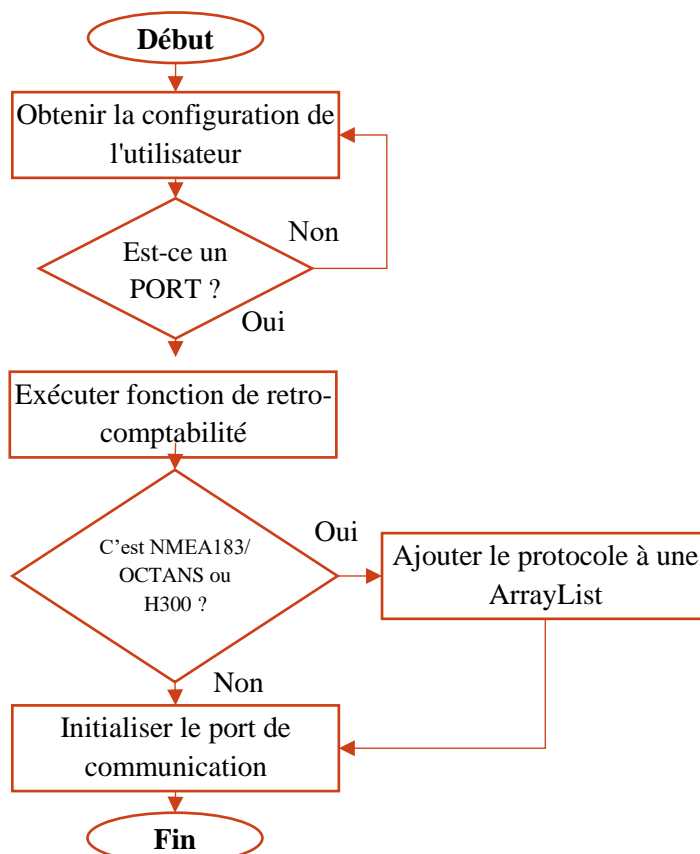 Début
Obtenir la configuration de
l'utilisateur
Non
Est-ce un
PORT ?
Oui
Exécuter fonction de retro-
comptabilité
Oui
C’est NMEA183/
OCTANS ou
H300 ?
Ajouter le protocole à une
ArrayList
Non
Initialiser le port de
communication
Fin